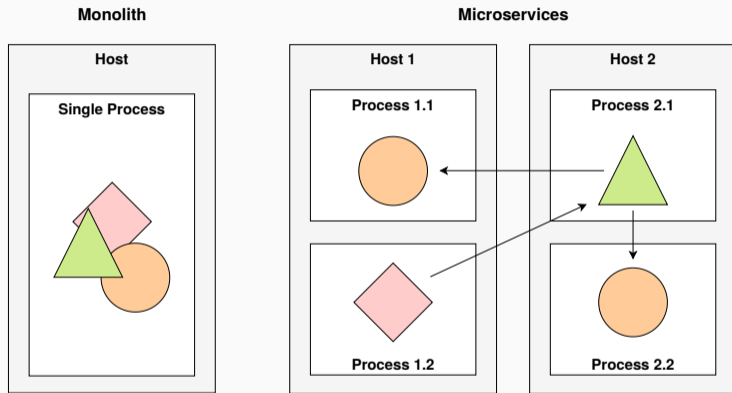 Monolith
Microservices
Host
Single Process
Host 1
Process 1.1
Process 1.2
Host 2
Process 2.1
Process 2.2